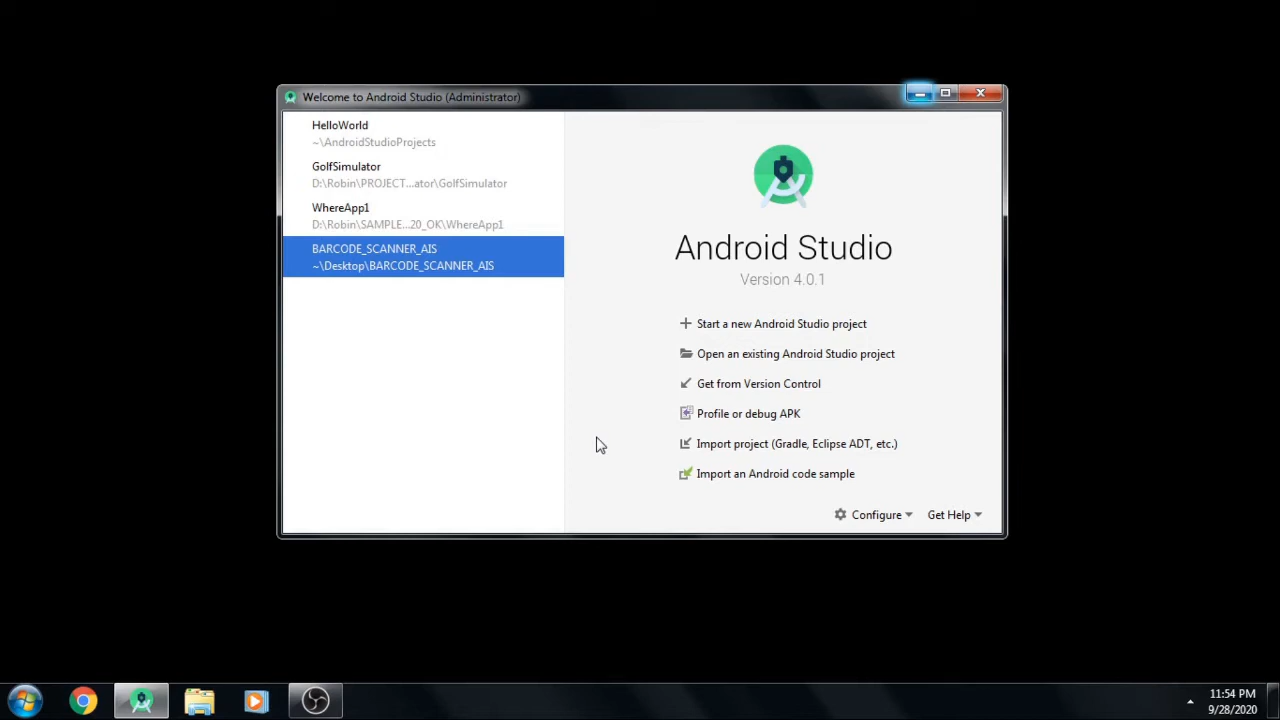 Welcome to Android Studio (Administrator)
HelloWorld
~\AndroidStudioProjects
GolfSimulator
D:\Robin\PROJECT...ator\GolfSimulator
WhereApp1
D:\Robin\SAMPLE...20_OK\WhereApp1
BARCODE_SCANNER_AIS
~\Desktop\BARCODE_SCANNER_AIS
Android Studio
Version 4.0.1
Start a new Android Studio project
Open an existing Android Studio project
Get from Version Control
Profile or debug APK
Import project (Gradle, Eclipse ADT, etc.)
Import an Android code sample
Configure
Get Help
11:54 PM
9/28/2020